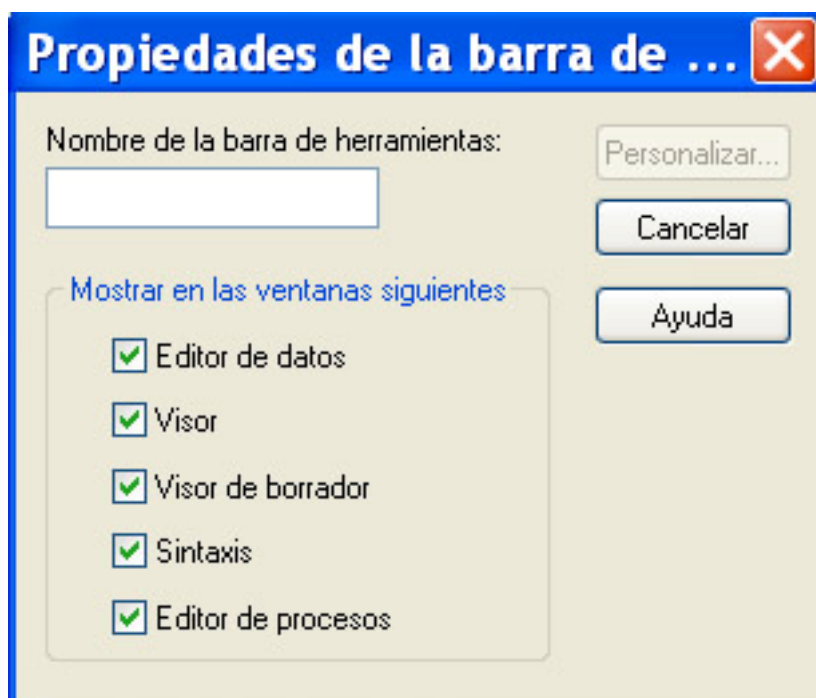 Propiedades de la barra de ...
Nombre de la barra de herramientas:
Personalizar...
Cancelar
Ayuda
Mostrar en las ventanas siguientes
Editor de datos
Visor
Visor de borrador
Sintaxis
Editor de procesos